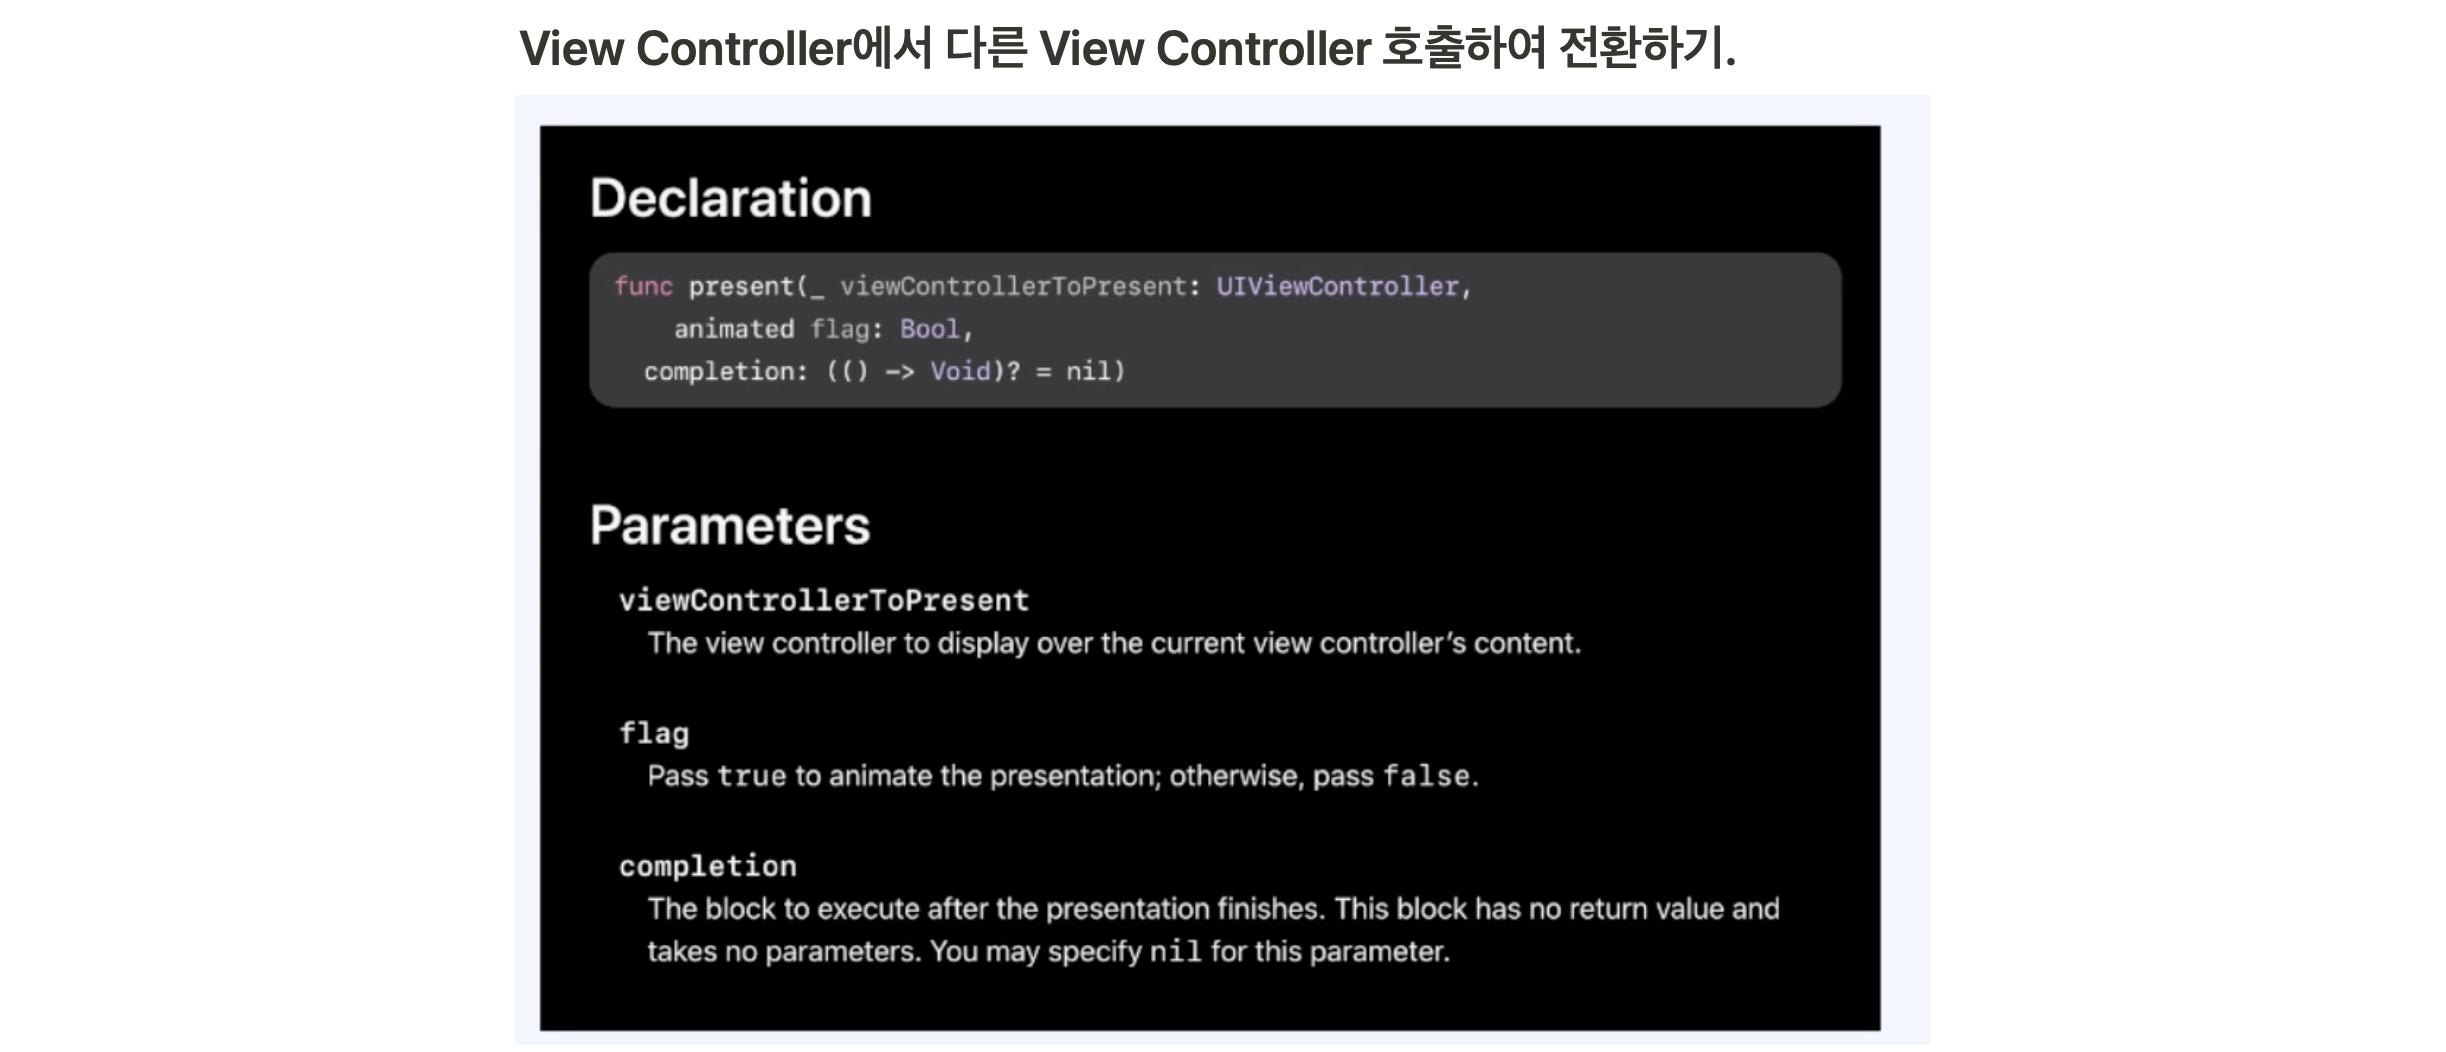 View Controller에서 다른 View Controller 호출하여 전환하기.
Declaration
func present(_ viewControllerToPresent: UIViewController,
    animated flag: Bool,
  completion: (() -> Void)? = nil)
Parameters
viewControllerToPresent
The view controller to display over the current view controller’s content.
flag
Pass true to animate the presentation; otherwise, pass false.
completion
The block to execute after the presentation finishes. This block has no return value and
takes no parameters. You may specify nil for this parameter.